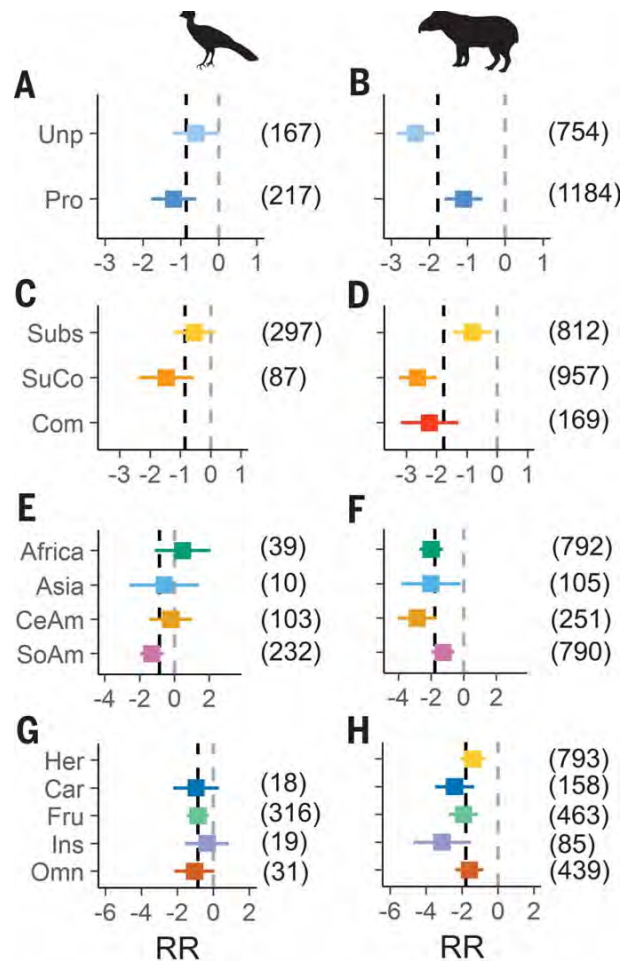 A B
Unp (167) (754)
Pro (217) (1184)
-3 -2 -1 0 1 -3 -2 -1 0 1
C D
Subs (297) (812)
SuCo (87) (957)
Com (169)
-3 -2 -1 0 1 -3 -2 -1 0 1
E F
Africa (39) (792)
Asia (10) (105)
CeAm (103) (251)
SoAm (232) (790)
-4 -2 0 2 -4 -2 0 2
G H
Her (793)
Car (18) (158)
Fru (316) (463)
Ins (19) (85)
Omn (31) (439)
-6 -4 -2 0 2 -6 -4 -2 0 2
RR RR